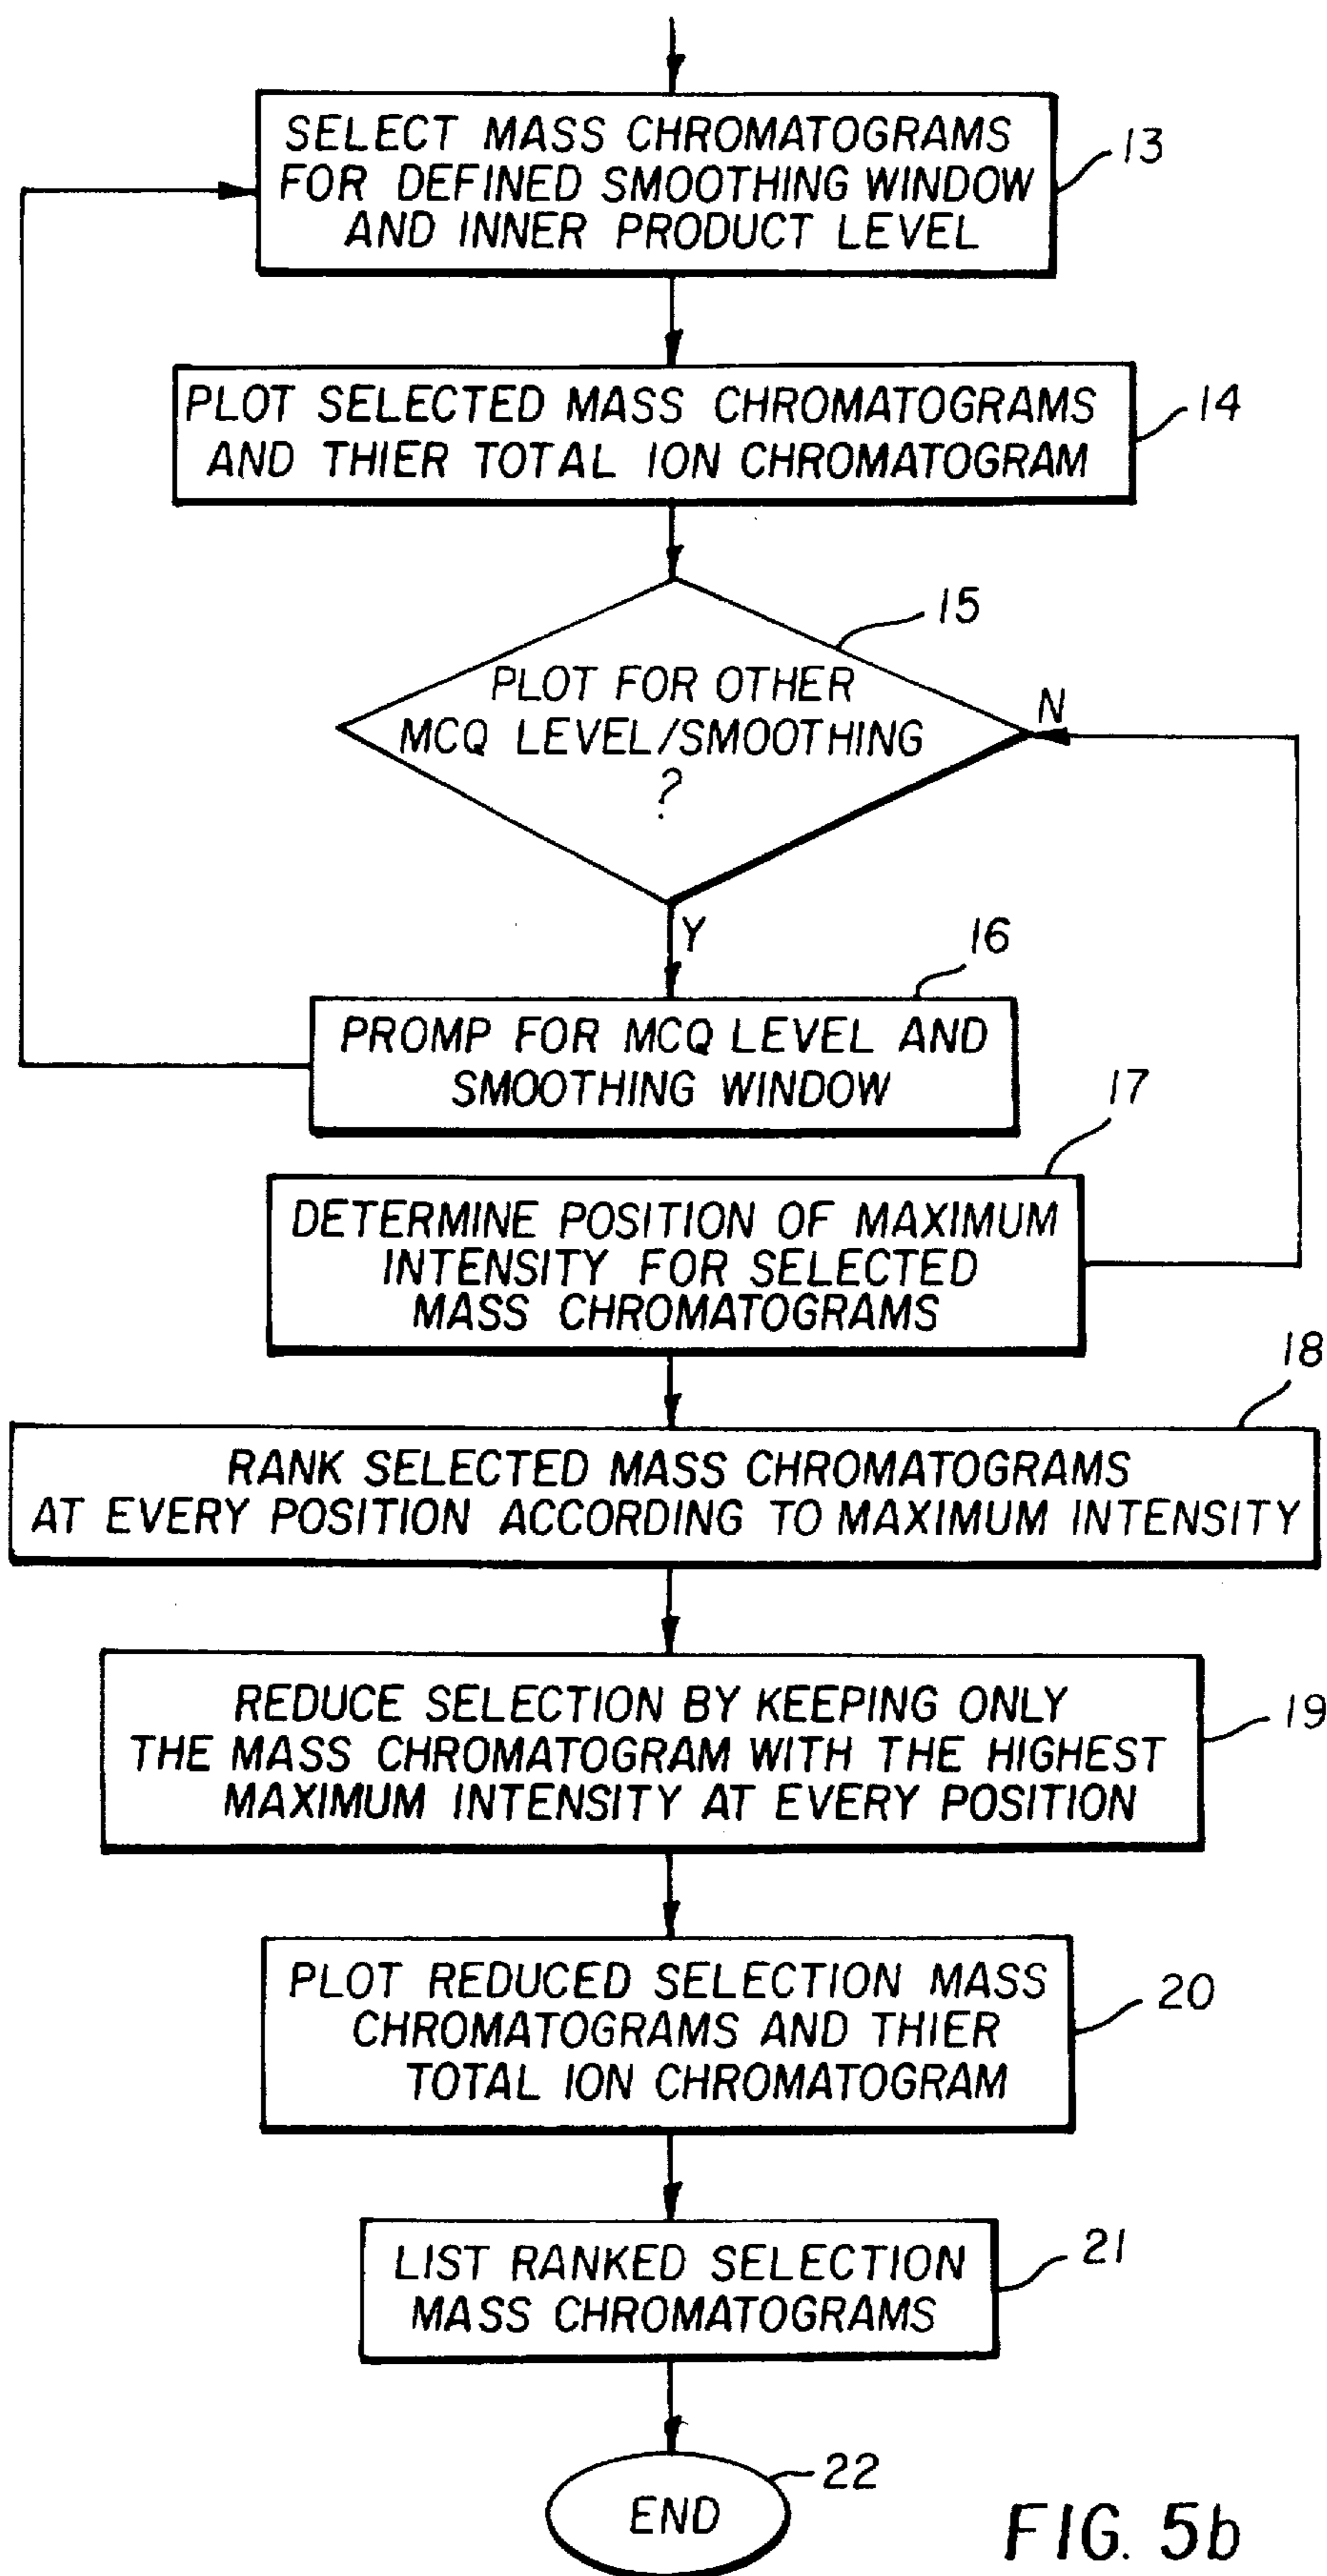 SELECT MASS CHROMATOGRAMS
FOR DEFINED SMOOTHING WINDOW
AND INNER PRODUCT LEVEL
13
PLOT SELECTED MASS CHROMATOGRAMS
AND THIER TOTAL ION CHROMATOGRAM
14
15
PLOT FOR OTHER
MCQ LEVEL/SMOOTHING
?
N
Y
16
PROMP FOR MCQ LEVEL AND
SMOOTHING WINDOW
17
DETERMINE POSITION OF MAXIMUM
INTENSITY FOR SELECTED
MASS CHROMATOGRAMS
18
RANK SELECTED MASS CHROMATOGRAMS
AT EVERY POSITION ACCORDING TO MAXIMUM INTENSITY
REDUCE SELECTION BY KEEPING ONLY
THE MASS CHROMATOGRAM WITH THE HIGHEST
MAXIMUM INTENSITY AT EVERY POSITION
19
PLOT REDUCED SELECTION MASS
CHROMATOGRAMS AND THIER
TOTAL ION CHROMATOGRAM
20
LIST RANKED SELECTION
MASS CHROMATOGRAMS
21
END
22
FIG. 5b